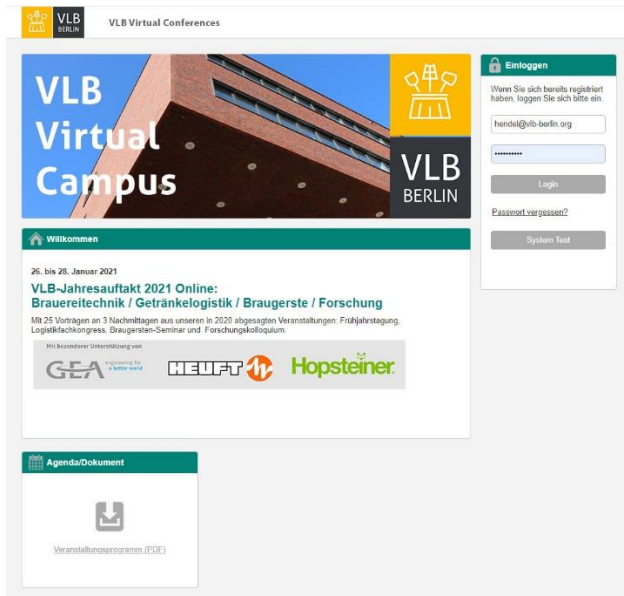 VLB
BERLIN
VLB Virtual Conferences
VLB
Virtual
Campus
VLB
BERLIN
Einloggen
Wenn Sie sich bereits registriert
haben, loggen Sie sich bitte ein.
hendel@vlb-berlin.org
Login
Passwort vergessen?
System Test
Willkommen
26. bis 28. Januar 2021
VLB-Jahresauftakt 2021 Online:
Brauereitechnik / Getränkelogistik / Braugerste / Forschung
Mit 25 Vorträgen an 3 Nachmittagen aus unseren in 2020 abgesagten Veranstaltungen: Frühjahrstagung,
Logistikfachkongress, Braugersten-Seminar und Forschungskolloquium.
Mit besonderer Unterstützung von
GEA engineering for
a better world
HEUFT
Hopsteiner
Agenda/Dokument
Veranstaltungsprogramm (PDF)